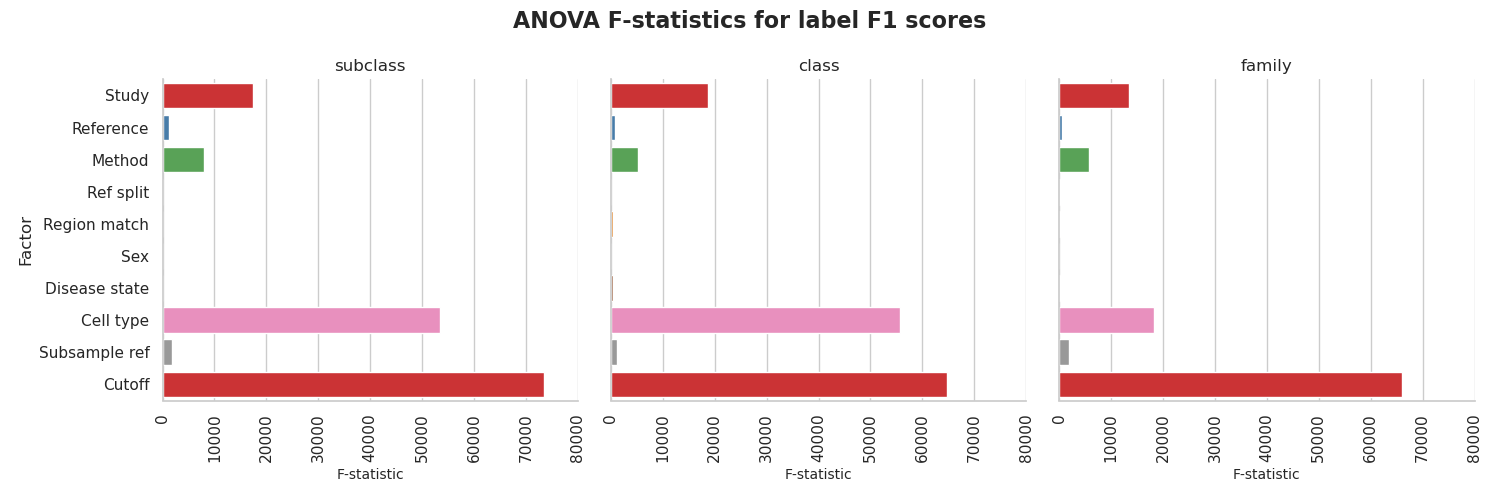 ANOVA F-statistics for label F1 scores
subclass
class
family
Factor
Study
Reference
Method
Ref split
Region match
Sex
Disease state
Cell type
Subsample ref
Cutoff
0 10000 20000 30000 40000 50000 60000 70000 80000
0 10000 20000 30000 40000 50000 60000 70000 80000
0 10000 20000 30000 40000 50000 60000 70000 80000
F-statistic
F-statistic
F-statistic